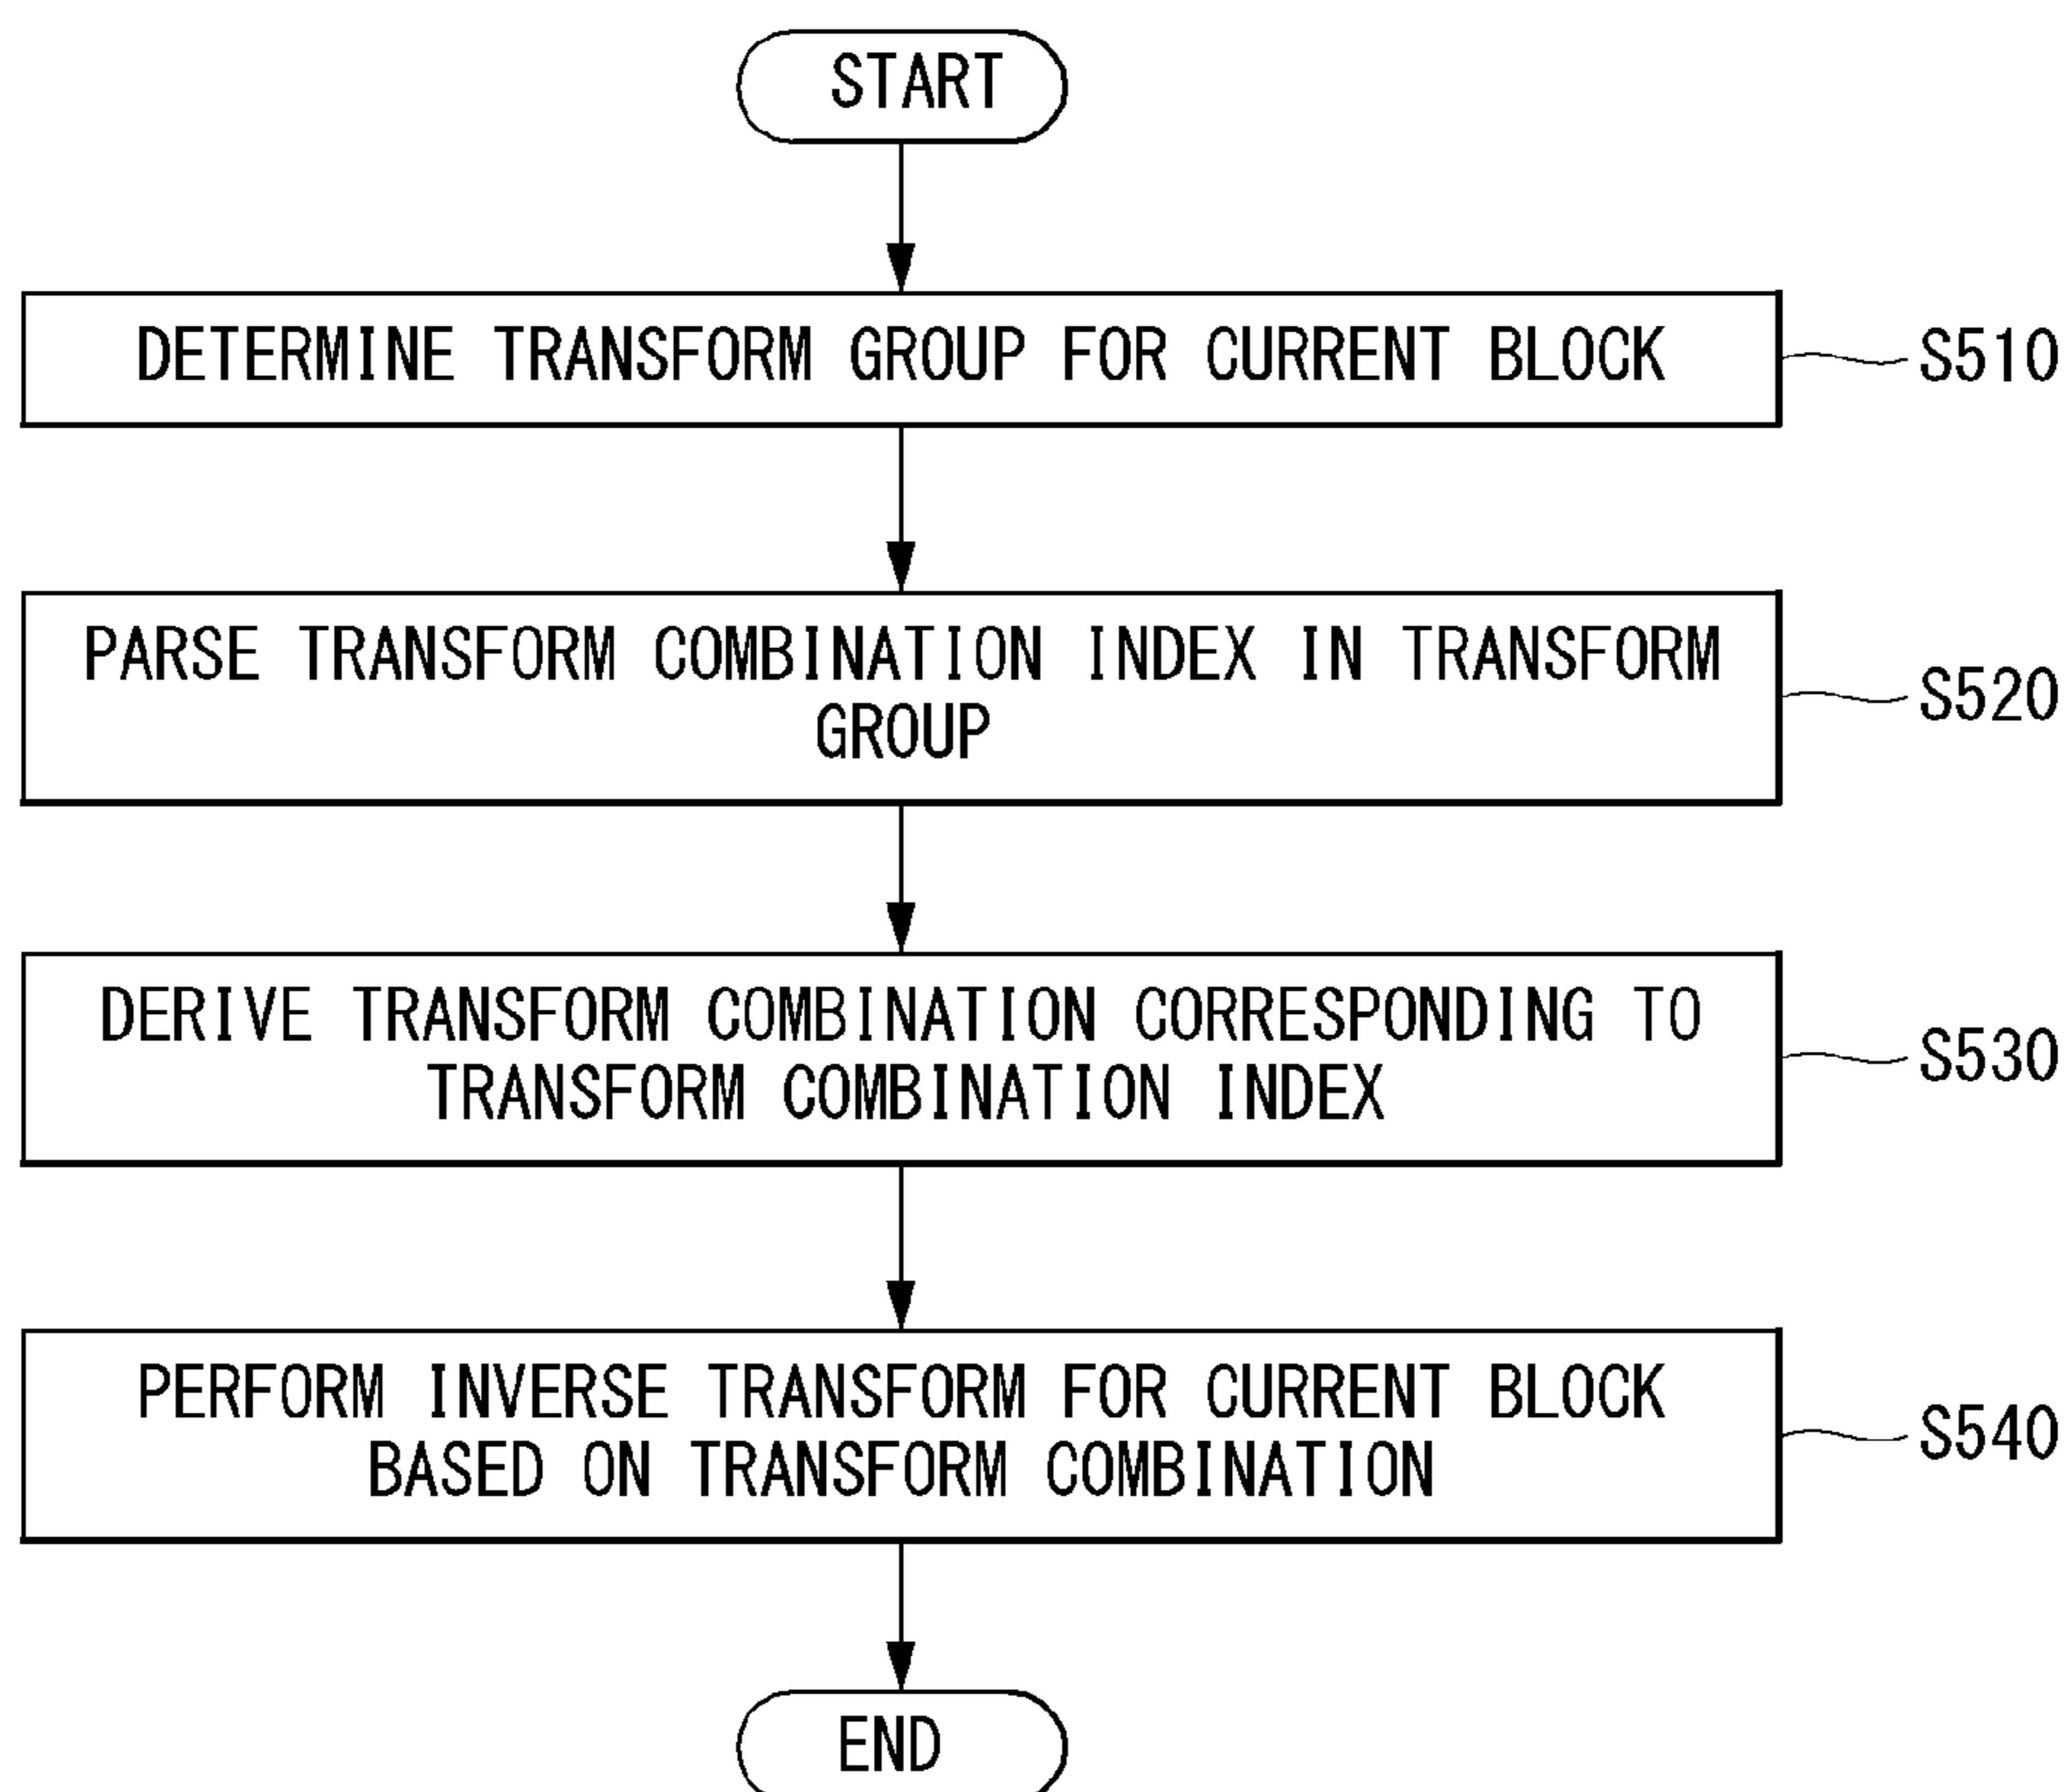 START
DETERMINE TRANSFORM GROUP FOR CURRENT BLOCK
S510
PARSE TRANSFORM COMBINATION INDEX IN TRANSFORM
GROUP
S520
DERIVE TRANSFORM COMBINATION CORRESPONDING TO
TRANSFORM COMBINATION INDEX
S530
PERFORM INVERSE TRANSFORM FOR CURRENT BLOCK
BASED ON TRANSFORM COMBINATION
S540
END